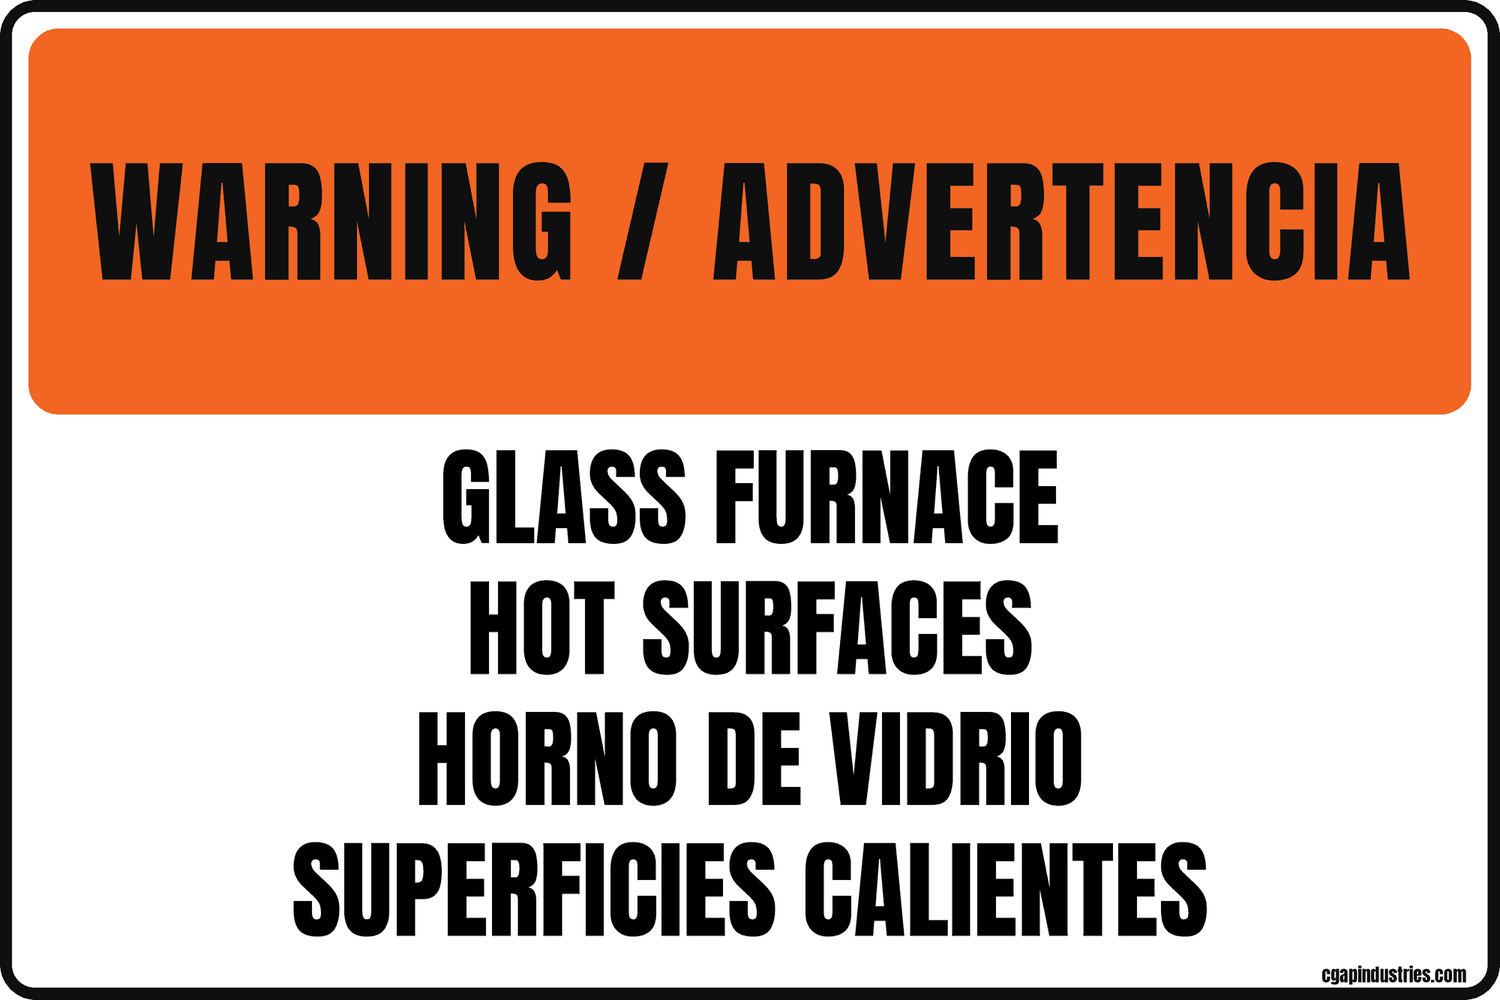 WARNING / ADVERTENCIA
GLASS FURNACE
HOT SURFACES
HORNO DE VIDRIO
SUPERFICIES CALIENTES
cgapindustries.com